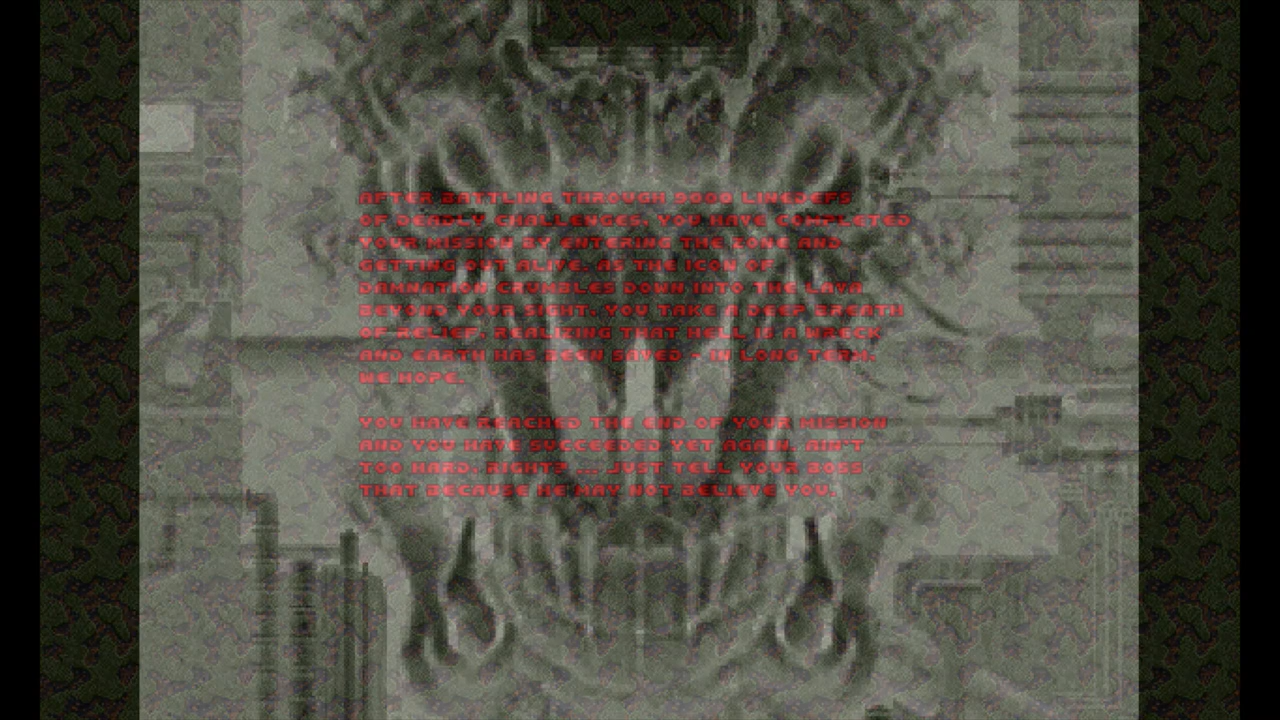 AFTER BATTLING THROUGH 9000 LINEDEFS
OF DEADLY CHALLENGES, YOU HAVE COMPLETED
YOUR MISSION BY ENTERING THE ZONE AND
GETTING OUT ALIVE. AS THE ICON OF
DAMNATION CRUMBLES DOWN INTO THE LAVA
BEYOND YOUR SIGHT, YOU TAKE A DEEP BREATH
OF RELIEF, REALIZING THAT HELL IS A WRECK
AND EARTH HAS BEEN SAVED - IN LONG TERM,
WE HOPE.
YOU HAVE REACHED THE END OF YOUR MISSION
AND YOU HAVE SUCCEEDED YET AGAIN. AIN'T
TOO HARD, RIGHT? ... JUST TELL YOUR BOSS
THAT BECAUSE HE MAY NOT BELIEVE YOU.